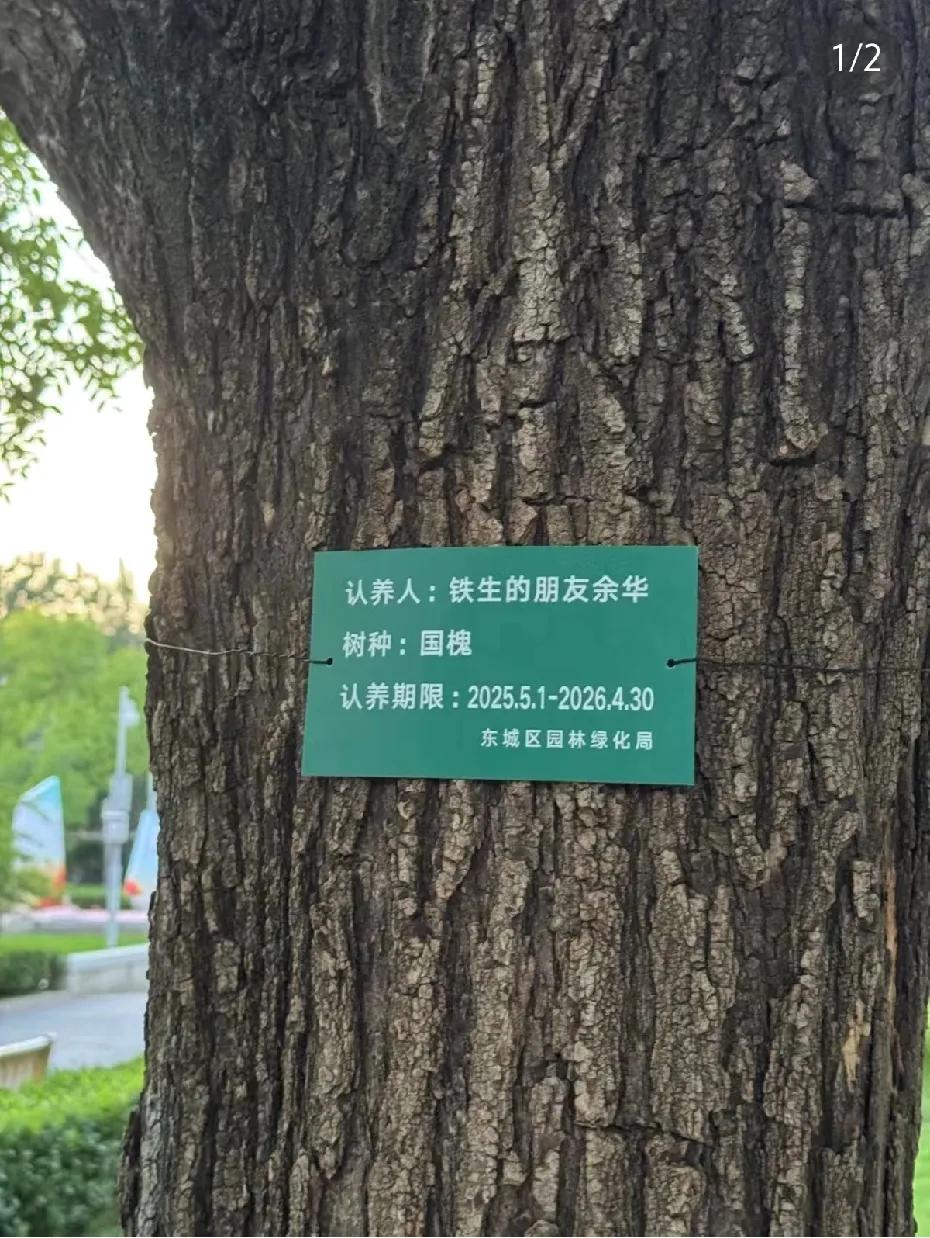 1/2
认养人：铁生的朋友余华
树种：国槐
认养期限：2025.5.1-2026.4.30
东城区园林绿化局